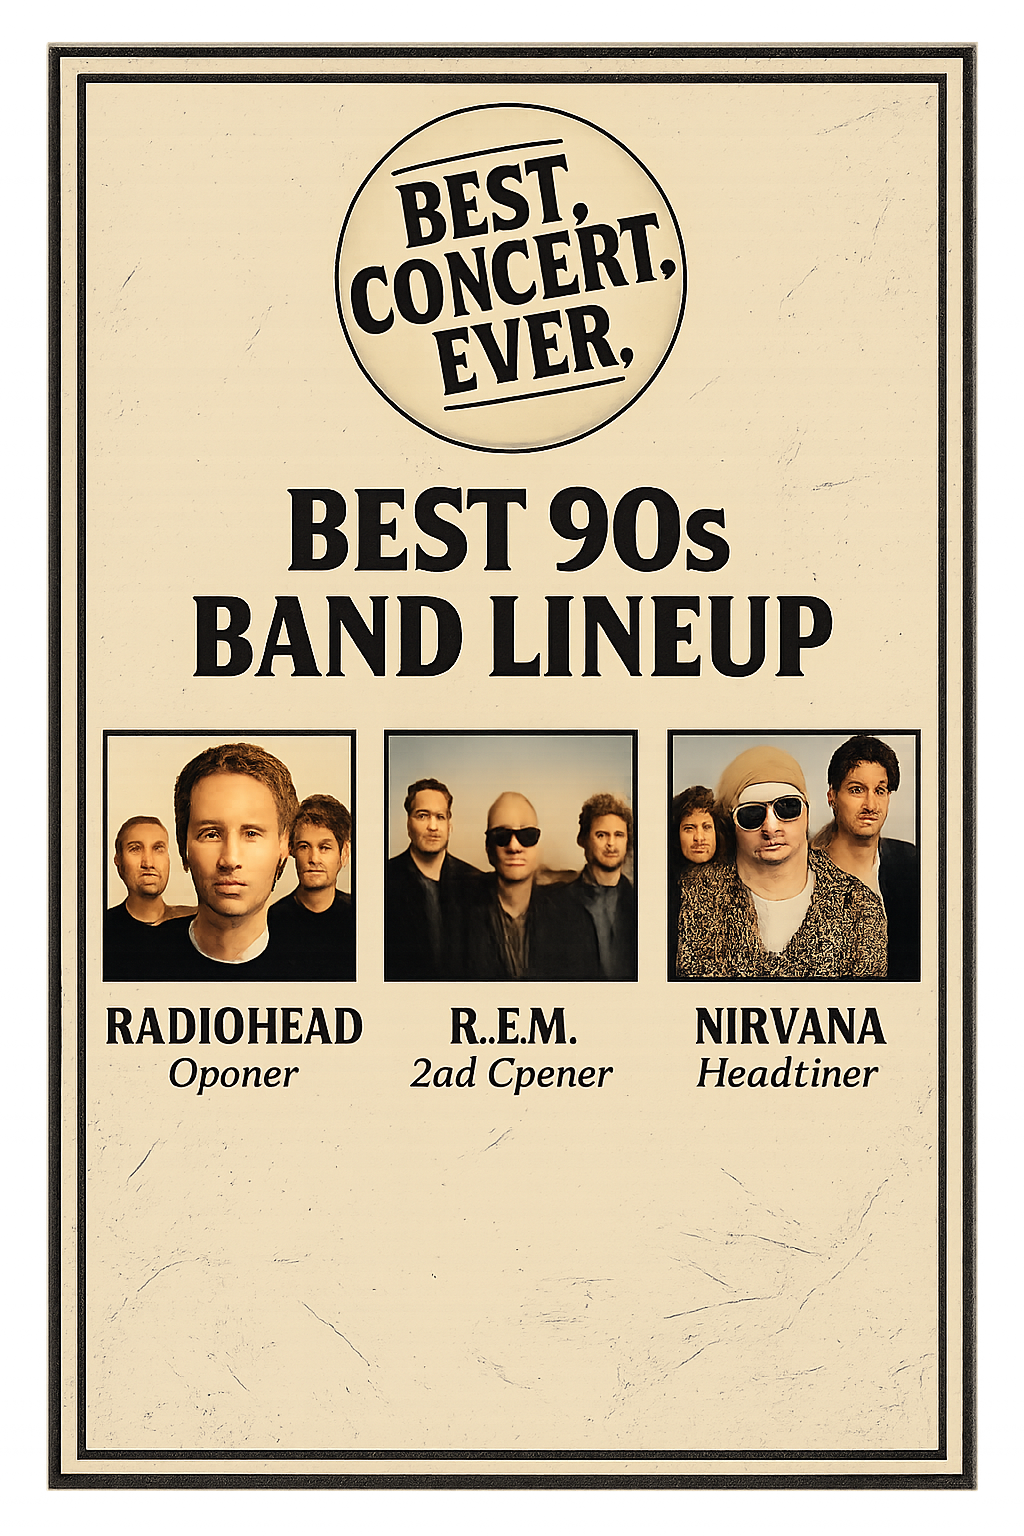 BEST,
CONCERT,
EVER,
BEST 90s
BAND LINEUP
RADIOHEAD
Oponer
R..E.M.
2ad Cpener
NIRVANA
Headtiner